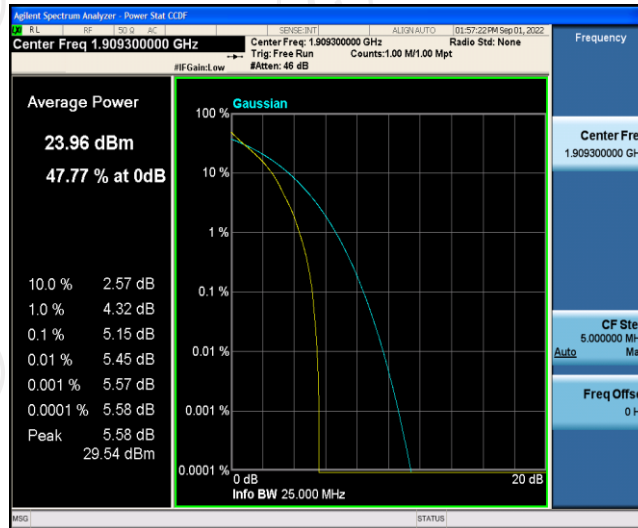 Agilent Spectrum Analyzer - Power Stat CCDF
RL RF 50 Ω AC SENSE:INT ALIGN AUTO 01:57:22 PM Sep 01, 2022
Center Freq 1.909300000 GHz
Center Freq: 1.909300000 GHz Radio Std: None
Trig: Free Run Counts:1.00 M/1.00 Mpt
#IFGain:Low #Atten: 46 dB
Frequency
Average Power
23.96 dBm
47.77 % at 0dB
10.0 % 2.57 dB
1.0 % 4.32 dB
0.1 % 5.15 dB
0.01 % 5.45 dB
0.001 % 5.57 dB
0.0001 % 5.58 dB
Peak 5.58 dB
29.54 dBm
Gaussian
100 %
10 %
1 %
0.1 %
0.01 %
0.001 %
0.0001 %
0 dB 20 dB
Info BW 25.000 MHz
Center Fre
1.909300000 GH
CF Ste
5.000000 MH
Auto Ma
Freq Offse
0 H
MSG STATUS